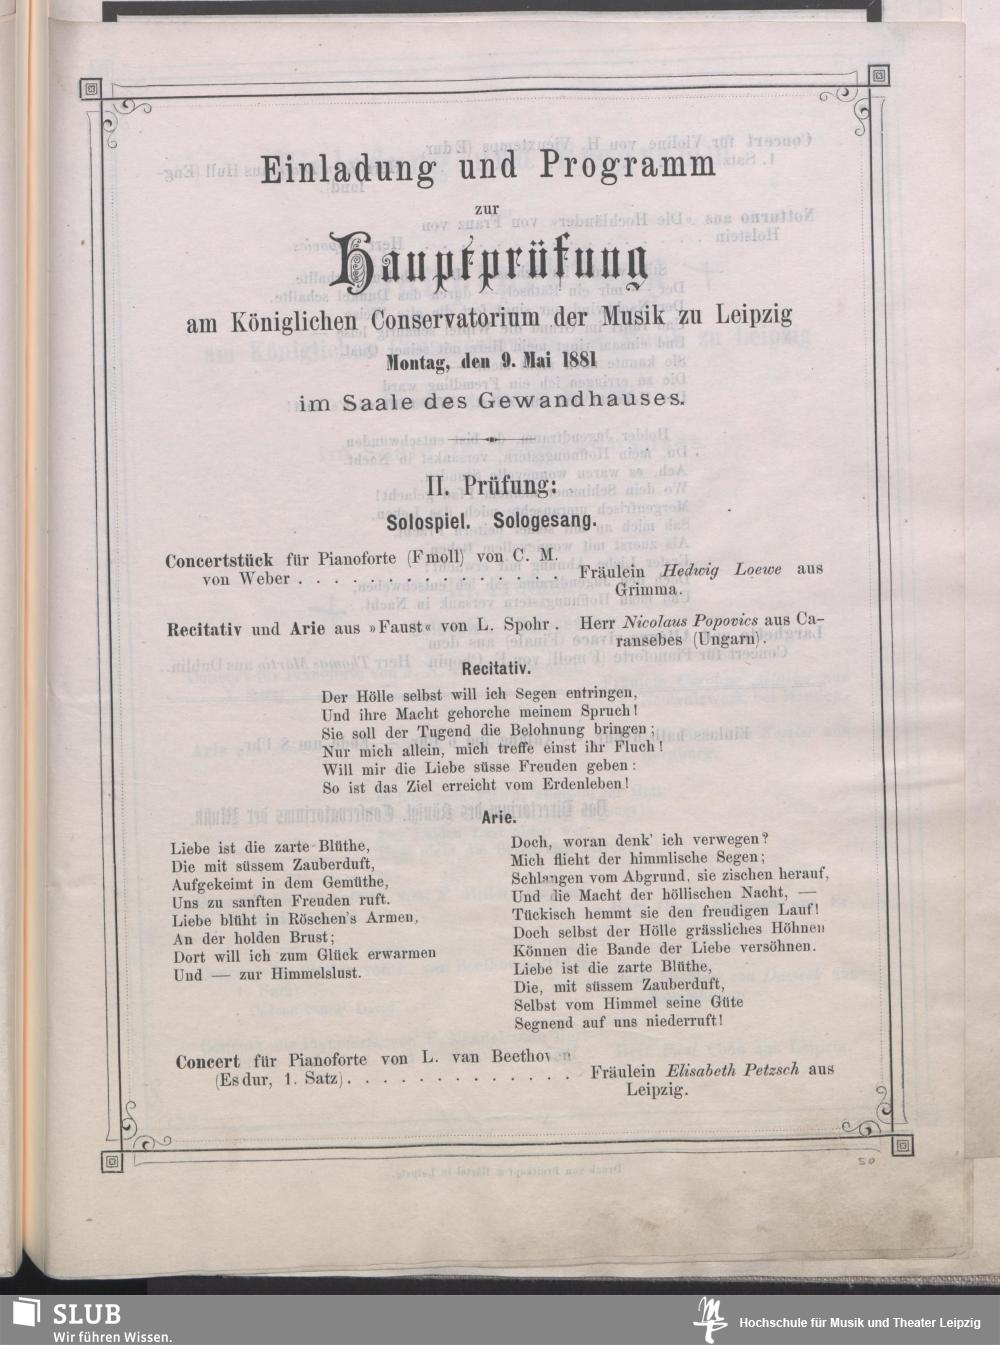 Einladung und Programm
zur
Hauptprüfung
am Königlichen Conservatorium der Musik zu Leipzig
Montag, den 9. Mai 1881
im Saale des Gewandhauses.
II. Prüfung:
Solospiel. Sologesang.
Concertstück für Pianoforte (F moll) von C. M.
von Weber . . . . . . . . . . . . . . . Fräulein Hedwig Loewe aus
Grimma.
Recitativ und Arie aus »Faust« von L. Spohr . Herr Nicolaus Popovics aus Ca-
ransebes (Ungarn).
Recitativ.
Der Hölle selbst will ich Segen entringen,
Und ihre Macht gehorche meinem Spruch!
Sie soll der Tugend die Belohnung bringen;
Nur mich allein, mich treffe einst ihr Fluch!
Will mir die Liebe süsse Freuden geben:
So ist das Ziel erreicht vom Erdenleben!
Arie.
Liebe ist die zarte Blüthe,
Die mit süssem Zauberduft,
Aufgekeimt in dem Gemüthe,
Uns zu sanften Freuden ruft.
Liebe blüht in Röschen's Armen,
An der holden Brust;
Dort will ich zum Glück erwarmen
Und — zur Himmelslust.
Doch, woran denk' ich verwegen?
Mich flieht der himmlische Segen;
Schlangen vom Abgrund, sie zischen herauf,
Und die Macht der höllischen Nacht, —
Tückisch hemmt sie den freudigen Lauf!
Doch selbst der Hölle grässliches Höhnen
Können die Bande der Liebe versöhnen.
Liebe ist die zarte Blüthe,
Die, mit süssem Zauberduft,
Selbst vom Himmel seine Güte
Segnend auf uns niederruft!
Concert für Pianoforte von L. van Beethoven
(Es dur, 1. Satz). . . . . . . . . . . . . Fräulein Elisabeth Petzsch aus
Leipzig.
50
SLUB
Wir führen Wissen.
Hochschule für Musik und Theater Leipzig